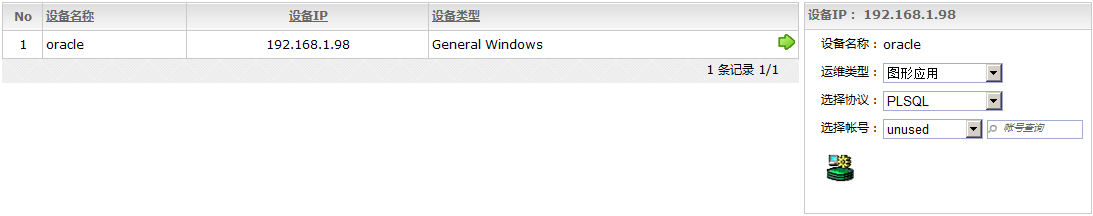 No 设备名称 设备IP 设备类型
1 oracle 192.168.1.98 General Windows
1 条记录 1/1
设备IP： 192.168.1.98
设备名称：oracle
运维类型：图形应用
选择协议：PLSQL
选择帐号：unused 帐号查询